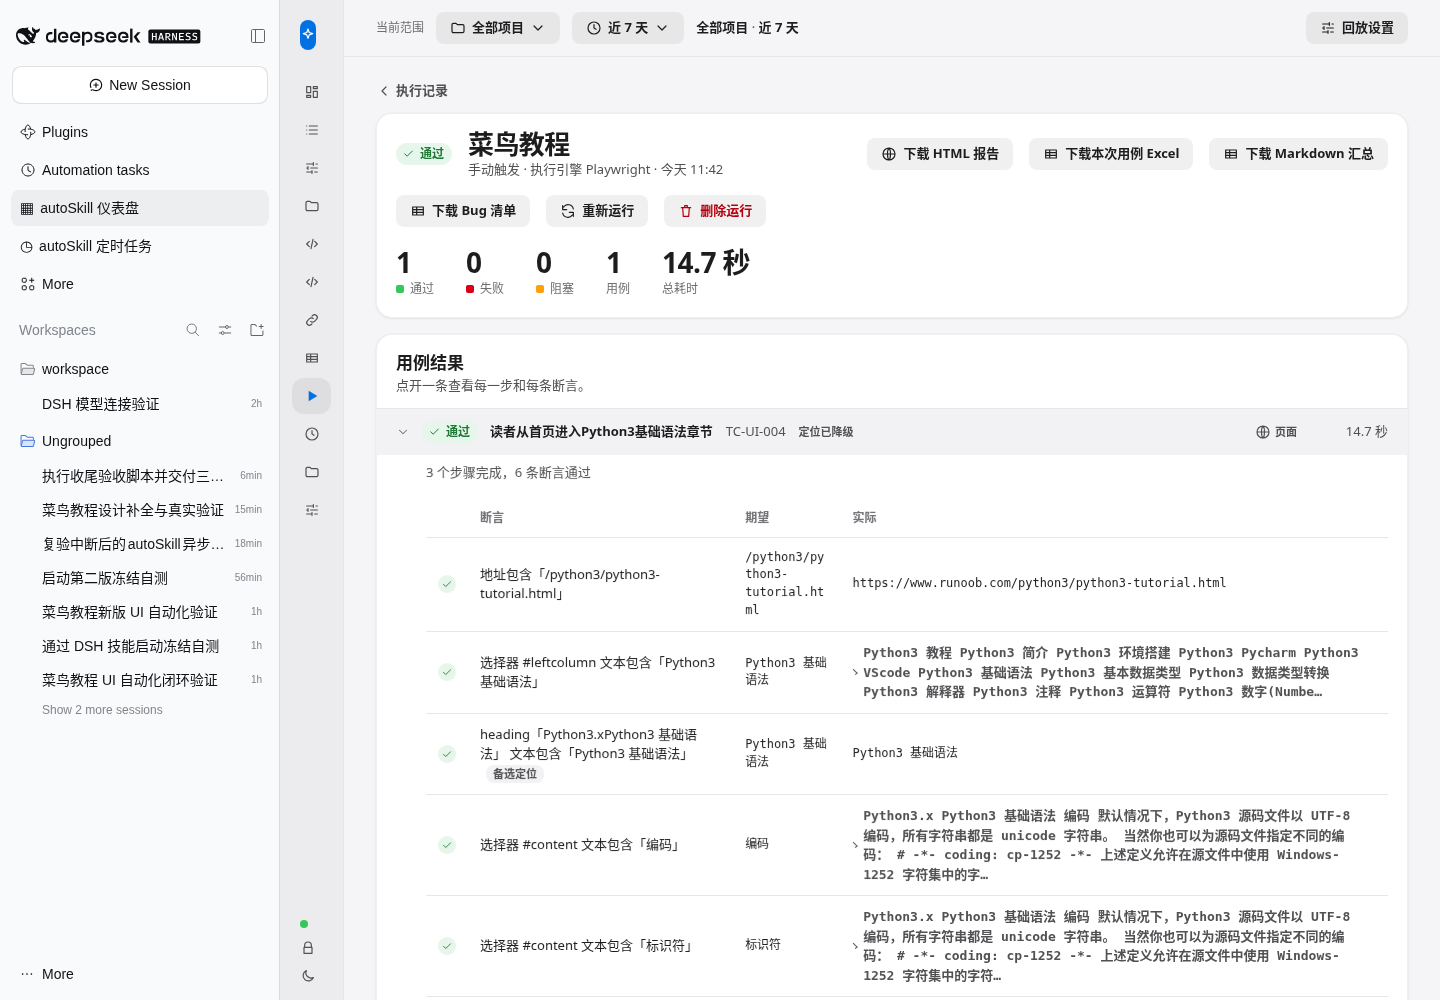 deepseek HARNESS
New Session
Plugins
Automation tasks
autoSkill 仪表盘
autoSkill 定时任务
More
Workspaces
workspace
DSH 模型连接验证 2h
Ungrouped
执行收尾验收脚本并交付三… 6min
菜鸟教程设计补全与真实验证 15min
复验中断后的autoSkill异步… 18min
启动第二版冻结自测 56min
菜鸟教程新版 UI 自动化验证 1h
通过 DSH 技能启动冻结自测 1h
菜鸟教程 UI 自动化闭环验证 1h
Show 2 more sessions
More
当前范围 全部项目 近 7 天 全部项目 · 近 7 天 回放设置
执行记录
通过 菜鸟教程
手动触发 · 执行引擎 Playwright · 今天 11:42
下载 HTML 报告 下载本次用例 Excel 下载 Markdown 汇总
下载 Bug 清单 重新运行 删除运行
1 0 0 1 14.7 秒
通过 失败 阻塞 用例 总耗时
用例结果
点开一条查看每一步和每条断言。
通过 读者从首页进入Python3基础语法章节 TC-UI-004 定位已降级 页面 14.7 秒
3 个步骤完成，6 条断言通过
断言 期望 实际
地址包含「/python3/python3-
tutorial.html」
/python3/py
thon3-
tutorial.ht
ml
https://www.runoob.com/python3/python3-tutorial.html
选择器 #leftcolumn 文本包含「Python3
基础语法」
Python3 基础
语法
Python3 教程 Python3 简介 Python3 环境搭建 Python3 Pycharm Python3
VScode Python3 基础语法 Python3 基本数据类型 Python3 数据类型转换
Python3 解释器 Python3 注释 Python3 运算符 Python3 数字(Numbe…
heading「Python3.xPython3 基础语
法」 文本包含「Python3 基础语法」
备选定位
Python3 基础
语法
Python3 基础语法
选择器 #content 文本包含「编码」
编码
Python3.x Python3 基础语法 编码 默认情况下，Python3 源码文件以 UTF-8
编码，所有字符串都是 unicode 字符串。 当然你也可以为源码文件指定不同的编
码： # -*- coding: cp-1252 -*- 上述定义允许在源文件中使用 Windows-
1252 字符集中的字…
选择器 #content 文本包含「标识符」
标识符
Python3.x Python3 基础语法 编码 默认情况下，Python3 源码文件以 UTF-8
编码，所有字符串都是 unicode 字符串。 当然你也可以为源码文件指定不同的编
码： # -*- coding: cp-1252 -*- 上述定义允许在源文件中使用 Windows-
1252 字符集中的字符…